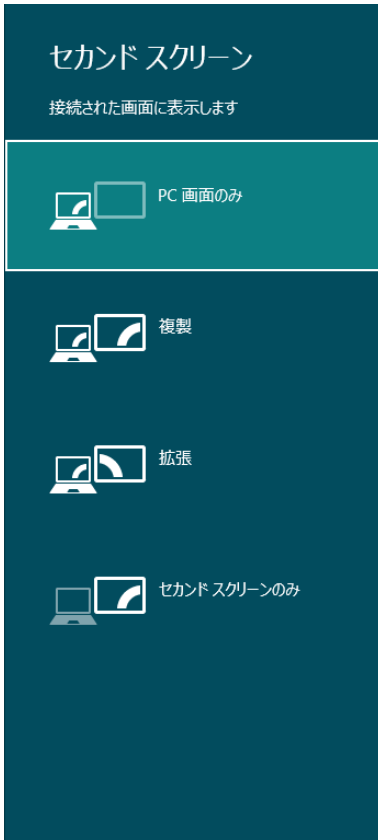 セカンド スクリーン
接続された画面に表示します
PC 画面のみ
複製
拡張
セカンド スクリーンのみ